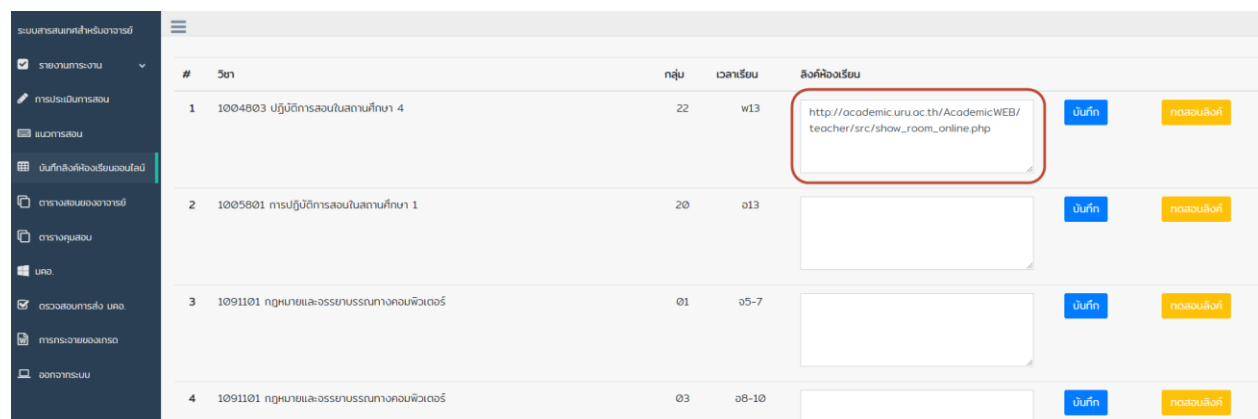 ระบบสารสนเทศสำหรับอาจารย์
รายงานภาระงาน
การประเมินการสอน
แนวการสอน
บันทึกลิงค์ห้องเรียนออนไลน์
ตารางสอนของอาจารย์
ตารางคุมสอบ
มคอ.
ตรวจสอบการส่ง มคอ.
การกระจายของเกรด
ออกจากระบบ
# วิชา กลุ่ม เวลาเรียน ลิงค์ห้องเรียน
1 1004803 ปฏิบัติการสอนในสถานศึกษา 4 22 พ13 http://academic.uru.ac.th/AcademicWEB/
teacher/src/show_room_online.php
บันทึก ทดสอบลิงค์
2 1005801 การปฏิบัติการสอนในสถานศึกษา 1 20 อ13 บันทึก ทดสอบลิงค์
3 1091101 กฎหมายและจรรยาบรรณทางคอมพิวเตอร์ 01 จ5-7 บันทึก ทดสอบลิงค์
4 1091101 กฎหมายและจรรยาบรรณทางคอมพิวเตอร์ 03 จ8-10 บันทึก ทดสอบลิงค์